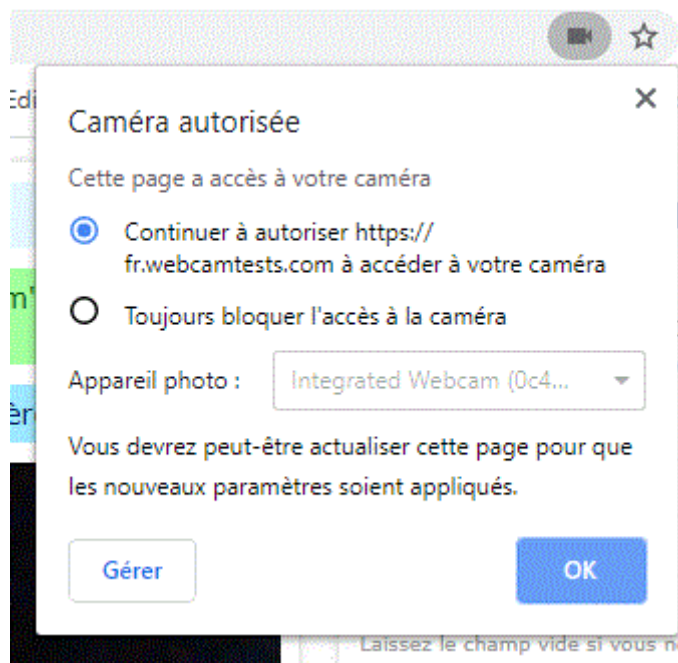 Edi
Caméra autorisée
Cette page a accès à votre caméra
Continuer à autoriser https://
fr.webcamtests.com à accéder à votre caméra
m'
Toujours bloquer l'accès à la caméra
Appareil photo :
Integrated Webcam (0c4...
èr
Vous devrez peut-être actualiser cette page pour que
les nouveaux paramètres soient appliqués.
Gérer
OK
Laissez le champ vide si vous n